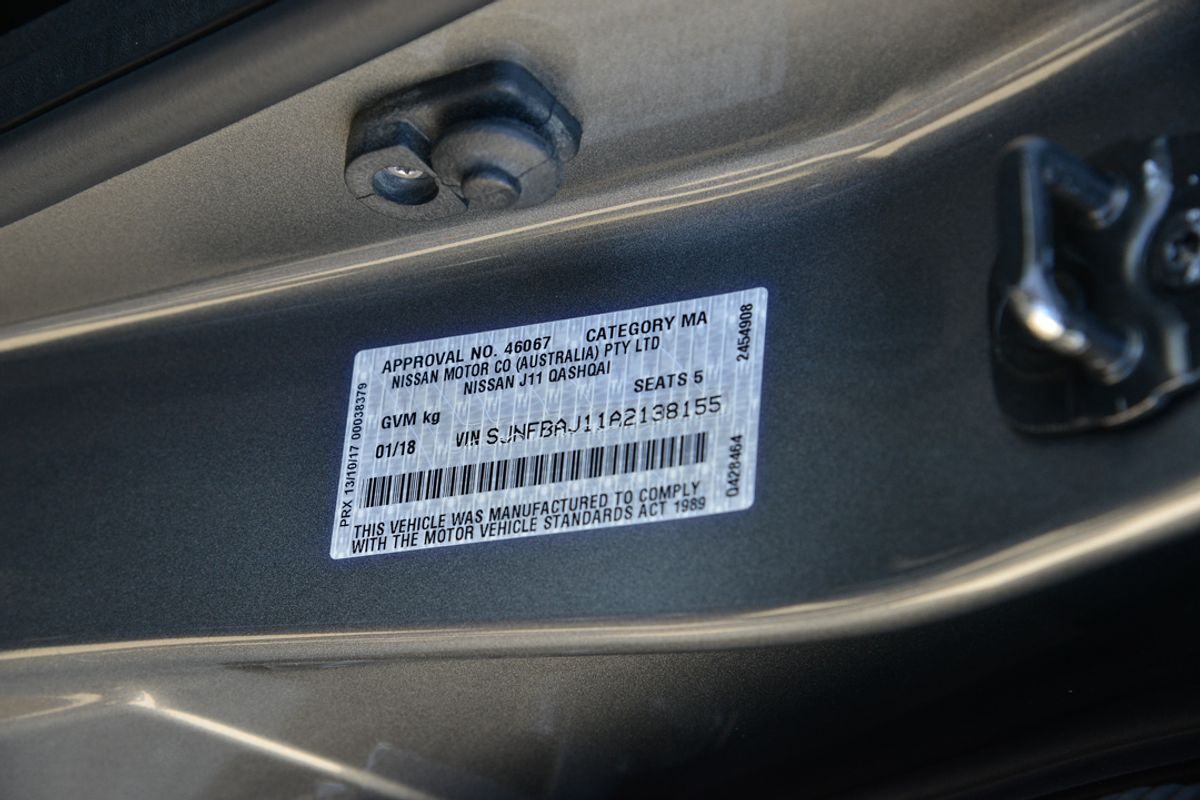 APPROVAL NO. 46067 CATEGORY MA
NISSAN MOTOR CO (AUSTRALIA) PTY LTD
NISSAN J11 QASHQAI
GVM kg SEATS 5
01/18 VIN SJNFBAJ11A2138155
THIS VEHICLE WAS MANUFACTURED TO COMPLY
WITH THE MOTOR VEHICLE STANDARDS ACT 1989
PRX 13/10/17 00038379
2454908
Q428464